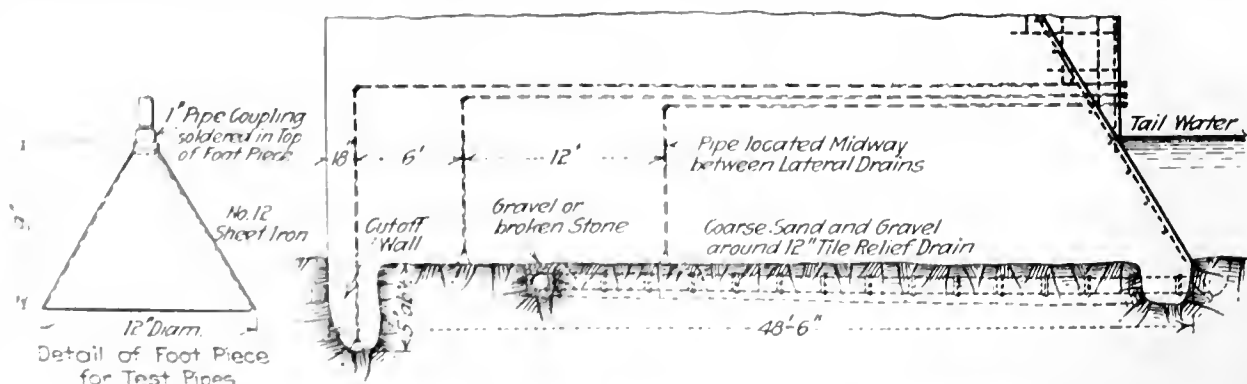 1" Pipe Coupling
soldered in Top
of Foot Piece
No. 12
Sheet Iron
12" Diam.
Detail of Foot Piece
for Test Pipes
18"
6'
12'
Pipe located Midway
between Lateral Drains
Tail Water
Cutoff
Wall
Gravel or
broken Stone
Coarse Sand and Gravel
around 12" Tile Relief Drain
48'-6"